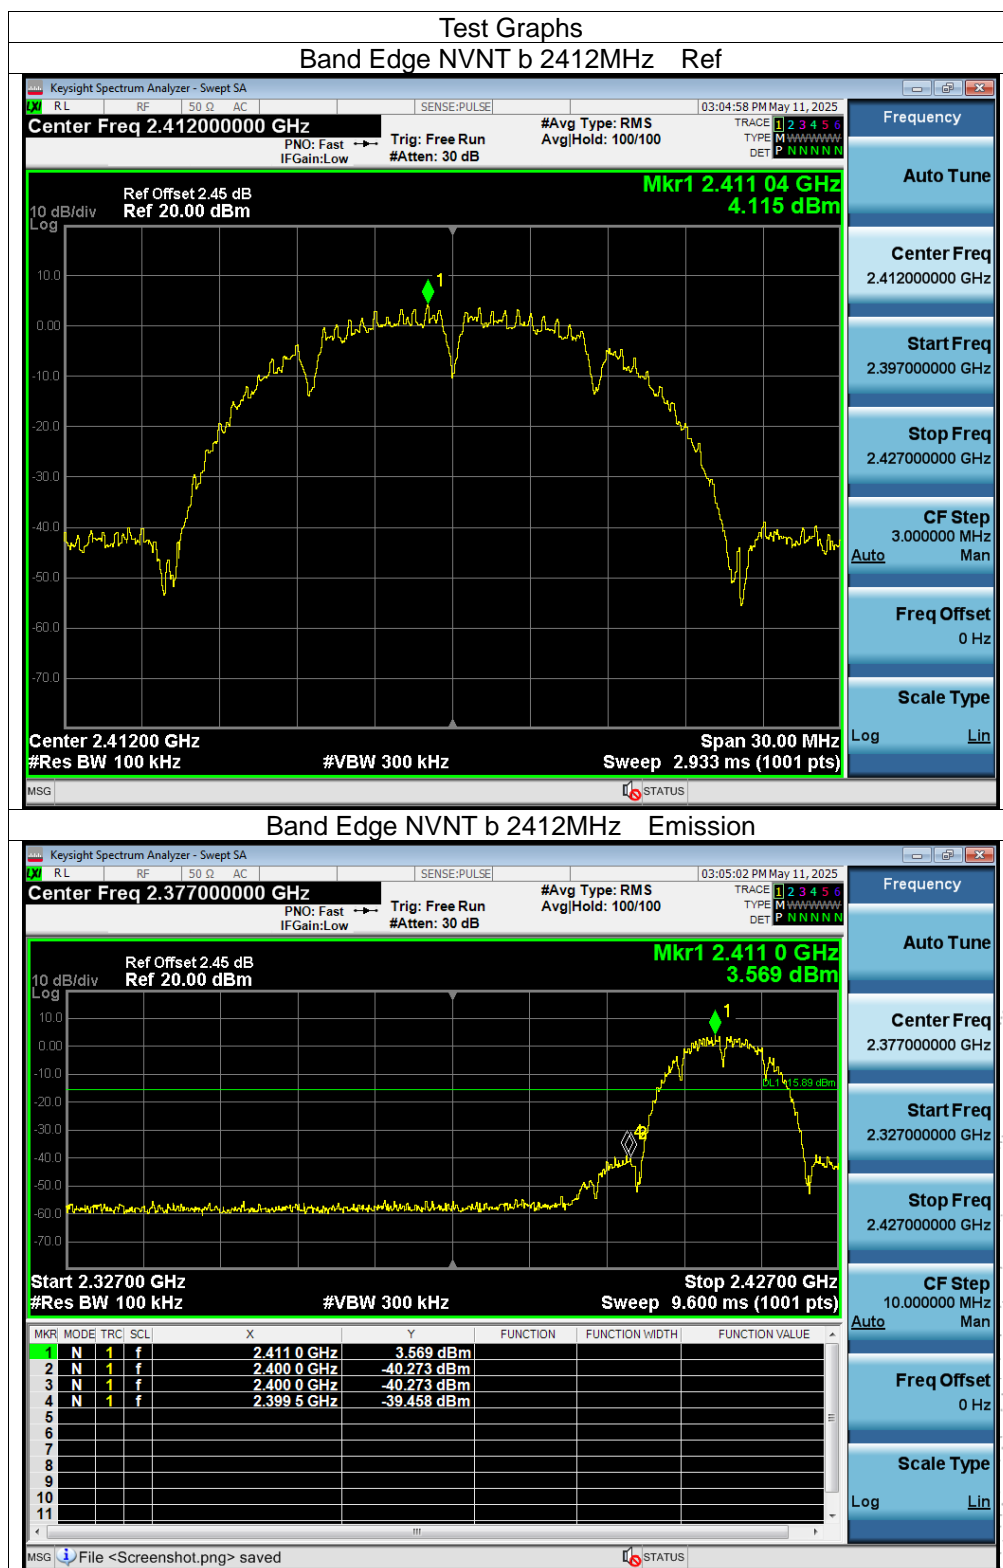 Test Graphs
Band Edge NVNT b 2412MHz Ref
Keysight Spectrum Analyzer - Swept SA
LXI RL RF 50 Ω AC SENSE:PULSE 03:04:58 PM May 11, 2025
Center Freq 2.412000000 GHz
PNO: Fast
IFGain:Low
Trig: Free Run
#Atten: 30 dB
#Avg Type: RMS
Avg|Hold: 100/100
TRACE 1 2 3 4 5 6
TYPE M WWWWW
DET P N N N N N
Frequency
Auto Tune
Center Freq
2.412000000 GHz
Start Freq
2.397000000 GHz
Stop Freq
2.427000000 GHz
CF Step
3.000000 MHz
Auto Man
Freq Offset
0 Hz
Scale Type
Log Lin
Mkr1 2.411 04 GHz
4.115 dBm
Ref Offset 2.45 dB
10 dB/div Ref 20.00 dBm
Log
1
10.0
0.00
-10.0
-20.0
-30.0
-40.0
-50.0
-60.0
-70.0
Center 2.41200 GHz Span 30.00 MHz
#Res BW 100 kHz #VBW 300 kHz Sweep 2.933 ms (1001 pts)
MSG STATUS
Band Edge NVNT b 2412MHz Emission
Keysight Spectrum Analyzer - Swept SA
LXI RL RF 50 Ω AC SENSE:PULSE 03:05:02 PM May 11, 2025
Center Freq 2.377000000 GHz
PNO: Fast
IFGain:Low
Trig: Free Run
#Atten: 30 dB
#Avg Type: RMS
Avg|Hold: 100/100
TRACE 1 2 3 4 5 6
TYPE M WWWWW
DET P N N N N N
Frequency
Auto Tune
Center Freq
2.377000000 GHz
Start Freq
2.327000000 GHz
Stop Freq
2.427000000 GHz
CF Step
10.000000 MHz
Auto Man
Freq Offset
0 Hz
Scale Type
Log Lin
Mkr1 2.411 0 GHz
3.569 dBm
Ref Offset 2.45 dB
10 dB/div Ref 20.00 dBm
Log
1
10.0
0.00
-10.0
DL1 -15.89 dBm
-20.0
-30.0
-40.0
-50.0
-60.0
-70.0
Start 2.32700 GHz Stop 2.42700 GHz
#Res BW 100 kHz #VBW 300 kHz Sweep 9.600 ms (1001 pts)
MKR MODE TRC SCL X Y FUNCTION FUNCTION WIDTH FUNCTION VALUE
1 N 1 f 2.411 0 GHz 3.569 dBm
2 N 1 f 2.400 0 GHz -40.273 dBm
3 N 1 f 2.400 0 GHz -40.273 dBm
4 N 1 f 2.399 5 GHz -39.458 dBm
5
6
7
8
9
10
11
MSG File <Screenshot.png> saved STATUS